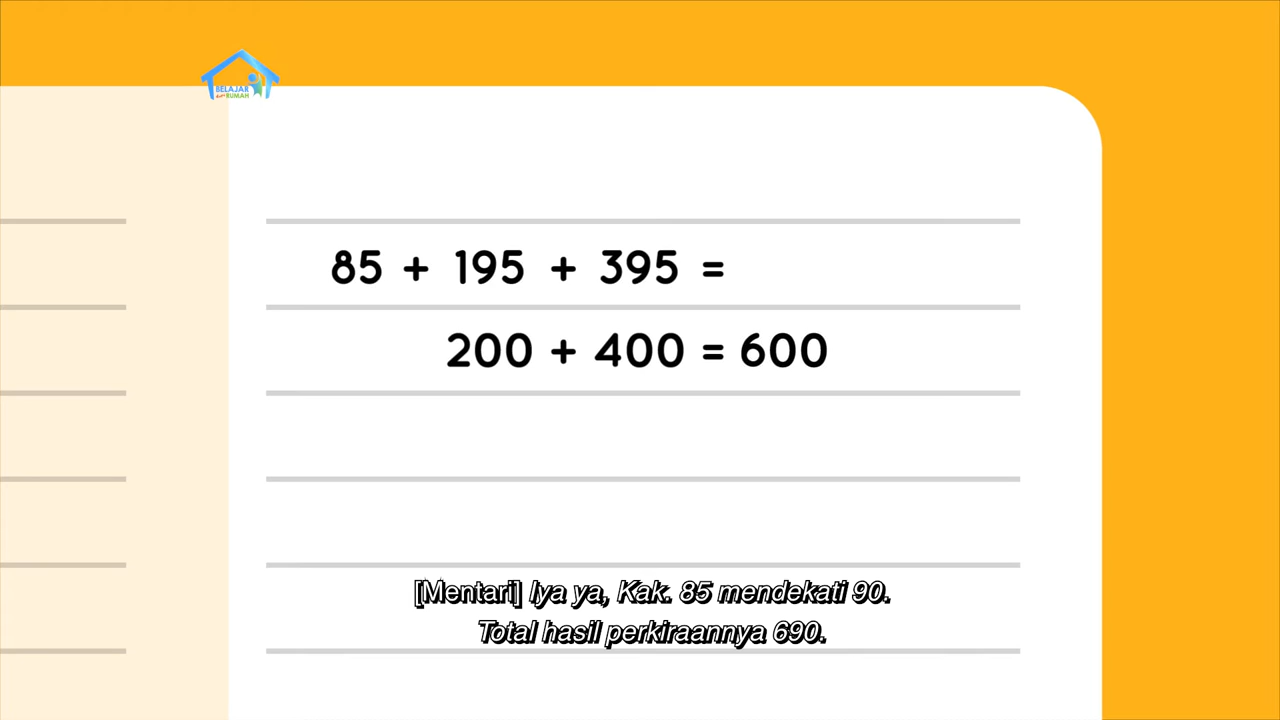 BELAJAR
dari RUMAH
85 + 195 + 395 =
200 + 400 = 600
[Mentari] Iya ya, Kak. 85 mendekati 90.
Total hasil perkiraannya 690.